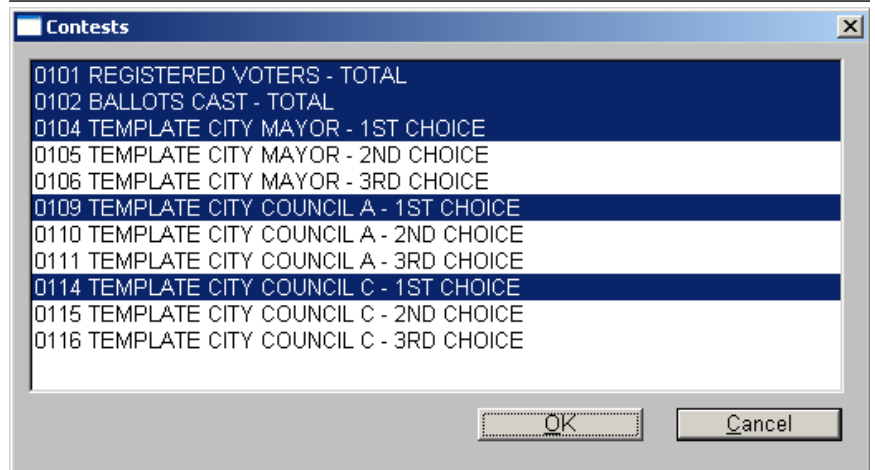 Contests
0101 REGISTERED VOTERS - TOTAL
0102 BALLOTS CAST - TOTAL
0104 TEMPLATE CITY MAYOR - 1ST CHOICE
0105 TEMPLATE CITY MAYOR - 2ND CHOICE
0106 TEMPLATE CITY MAYOR - 3RD CHOICE
0109 TEMPLATE CITY COUNCIL A - 1ST CHOICE
0110 TEMPLATE CITY COUNCIL A - 2ND CHOICE
0111 TEMPLATE CITY COUNCIL A - 3RD CHOICE
0114 TEMPLATE CITY COUNCIL C - 1ST CHOICE
0115 TEMPLATE CITY COUNCIL C - 2ND CHOICE
0116 TEMPLATE CITY COUNCIL C - 3RD CHOICE
OK Cancel